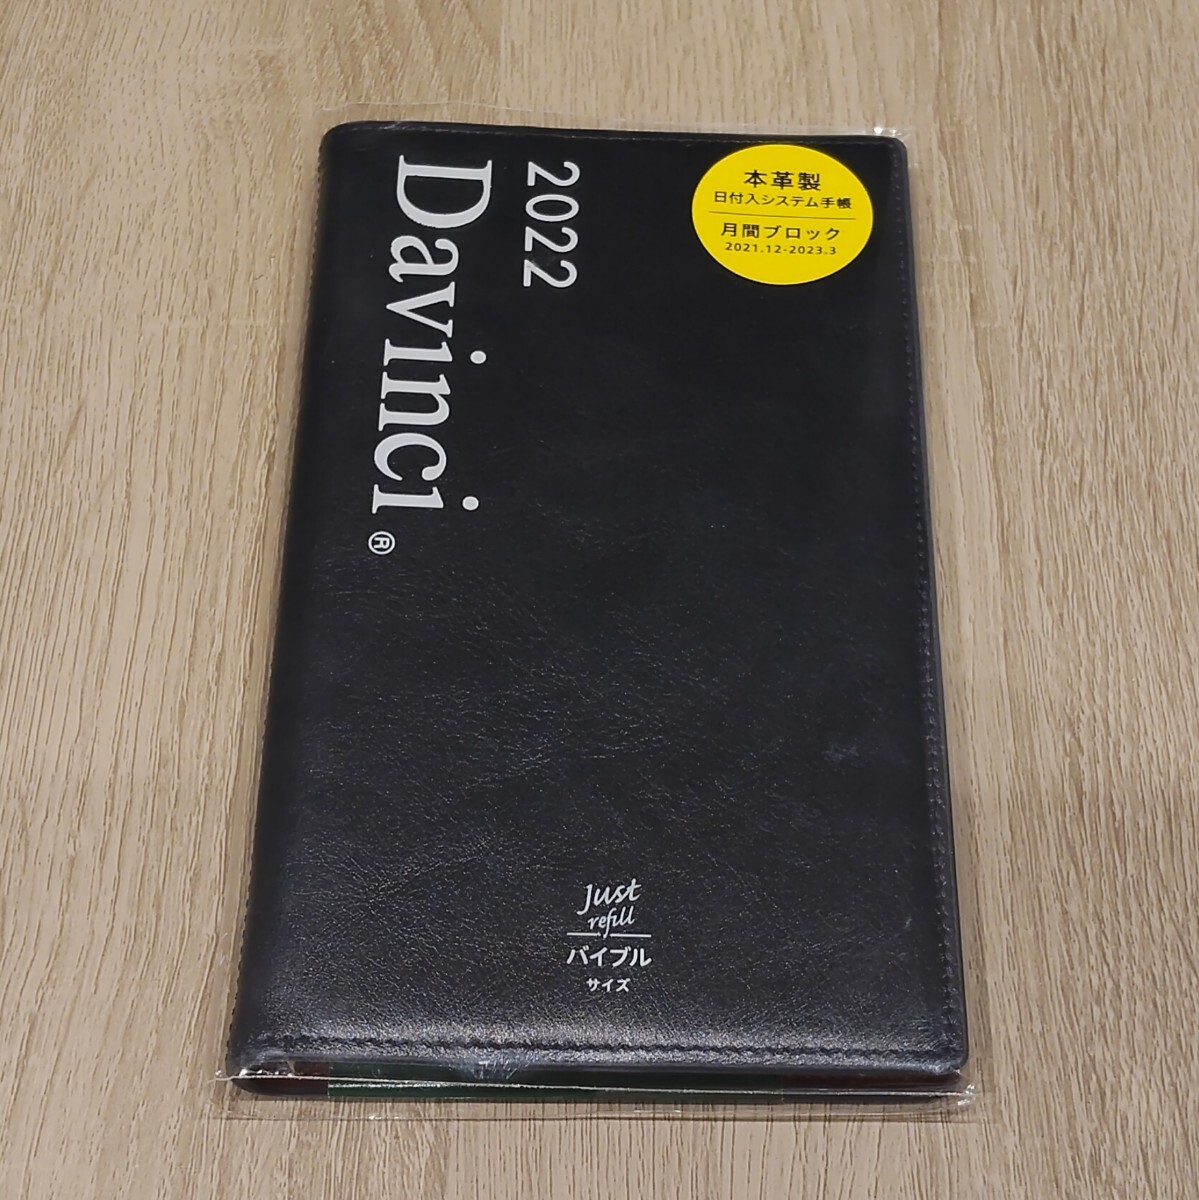 2022
Davinci®
本革製
日付入システム手帳
月間ブロック
2021.12-2023.3
Just
refill
バイブル
サイズ